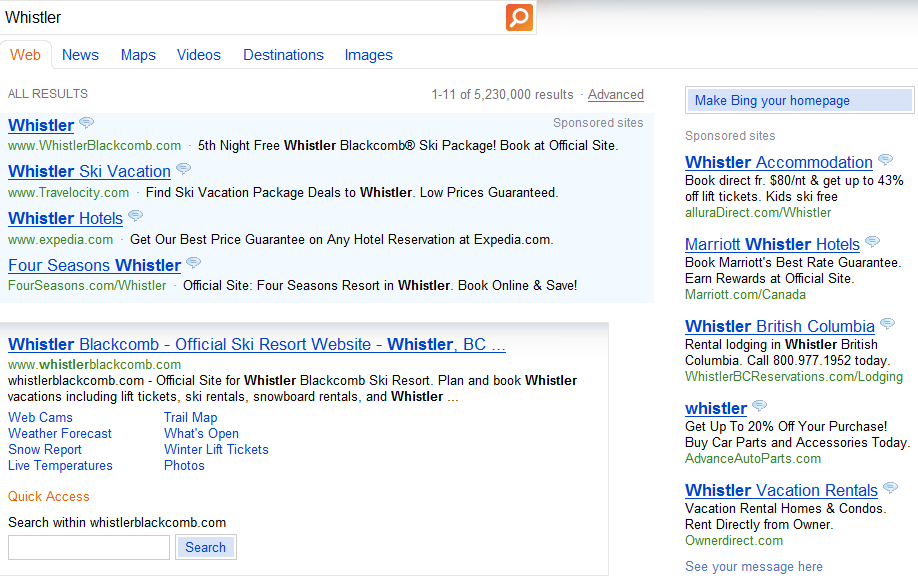 Whistler
Web News Maps Videos Destinations Images
ALL RESULTS 1-11 of 5,230,000 results · Advanced
Whistler Sponsored sites
www.WhistlerBlackcomb.com · 5th Night Free Whistler Blackcomb® Ski Package! Book at Official Site.
Whistler Ski Vacation
www.Travelocity.com · Find Ski Vacation Package Deals to Whistler. Low Prices Guaranteed.
Whistler Hotels
www.expedia.com · Get Our Best Price Guarantee on Any Hotel Reservation at Expedia.com.
Four Seasons Whistler
FourSeasons.com/Whistler · Official Site: Four Seasons Resort in Whistler. Book Online & Save!
Whistler Blackcomb - Official Ski Resort Website - Whistler, BC ...
www.whistlerblackcomb.com
whistlerblackcomb.com - Official Site for Whistler Blackcomb Ski Resort. Plan and book Whistler
vacations including lift tickets, ski rentals, snowboard rentals, and Whistler ...
Web Cams Trail Map
Weather Forecast What's Open
Snow Report Winter Lift Tickets
Live Temperatures Photos
Quick Access
Search within whistlerblackcomb.com
Search
Make Bing your homepage
Sponsored sites
Whistler Accommodation
Book direct fr. $80/nt & get up to 43%
off lift tickets. Kids ski free
alluraDirect.com/Whistler
Marriott Whistler Hotels
Book Marriott's Best Rate Guarantee.
Earn Rewards at Official Site.
Marriott.com/Canada
Whistler British Columbia
Rental lodging in Whistler British
Columbia. Call 800.977.1952 today.
WhistlerBCReservations.com/Lodging
whistler
Get Up To 20% Off Your Purchase!
Buy Car Parts and Accessories Today.
AdvanceAutoParts.com
Whistler Vacation Rentals
Vacation Rental Homes & Condos.
Rent Directly from Owner.
Ownerdirect.com
See your message here